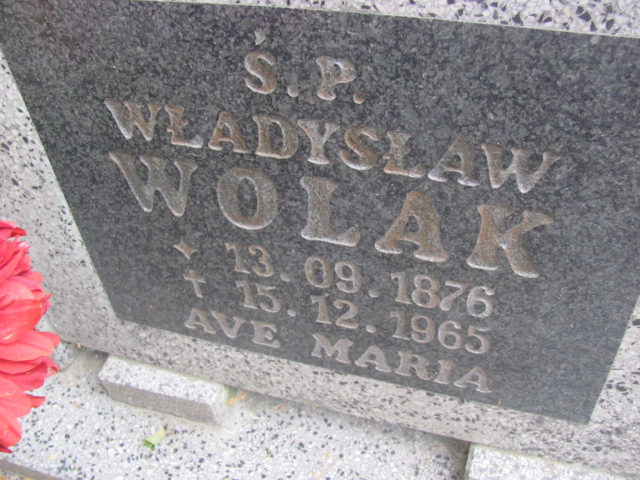 Ś.P.
WŁADYSŁAW
WOLAK
✦ 13.09.1876
† 15.12.1965
AVE MARIA